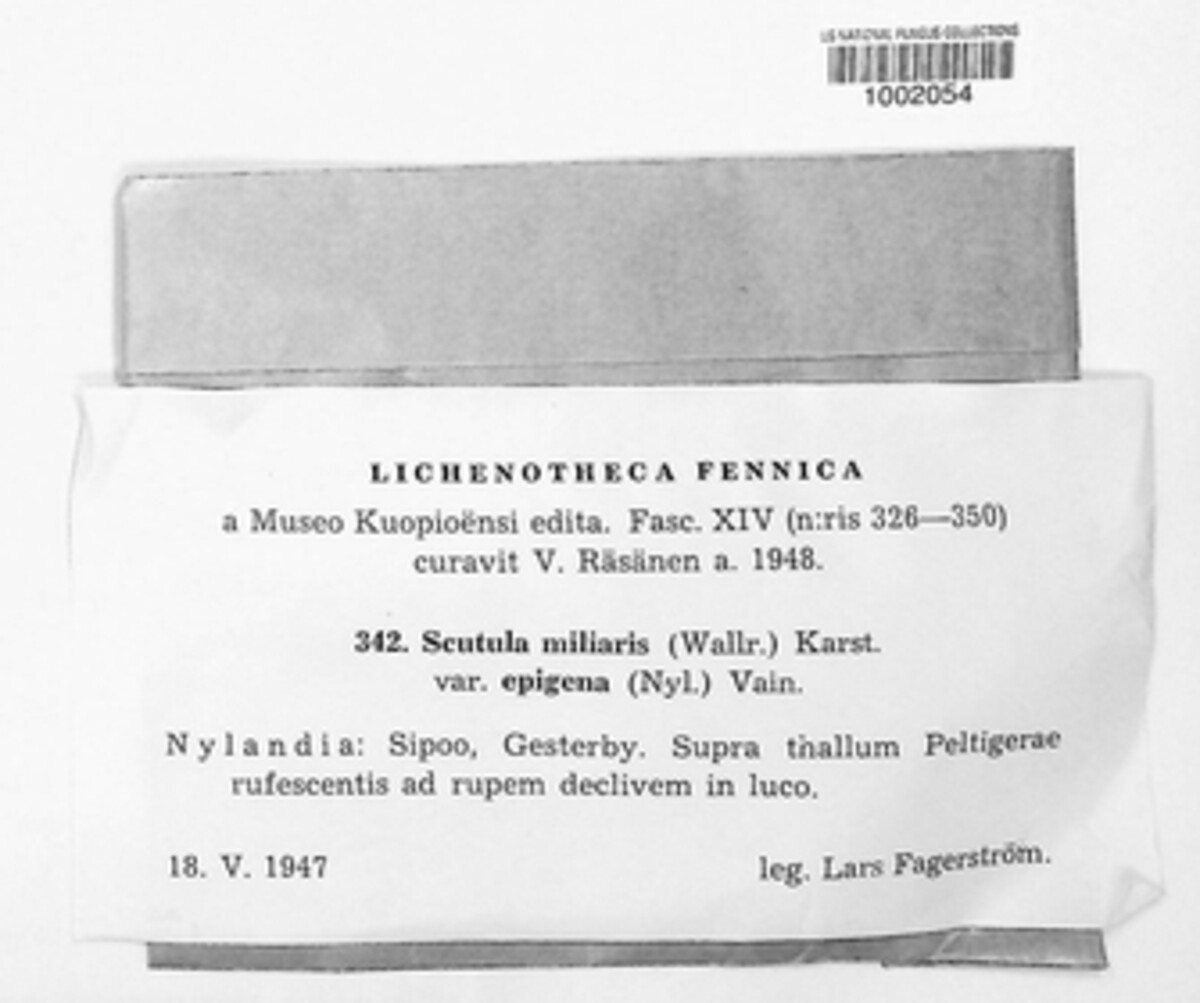 US NATIONAL FUNGUS COLLECTIONS
1002054
LICHENOTHECA FENNICA
a Museo Kuopioënsi edita. Fasc. XIV (n:ris 326—350)
curavit V. Räsänen a. 1948.
342. Scutula miliaris (Wallr.) Karst.
var. epigena (Nyl.) Vain.
Nylandia: Sipoo, Gesterby. Supra thallum Peltigerae
rufescentis ad rupem declivem in luco.
18. V. 1947
leg. Lars Fagerström.